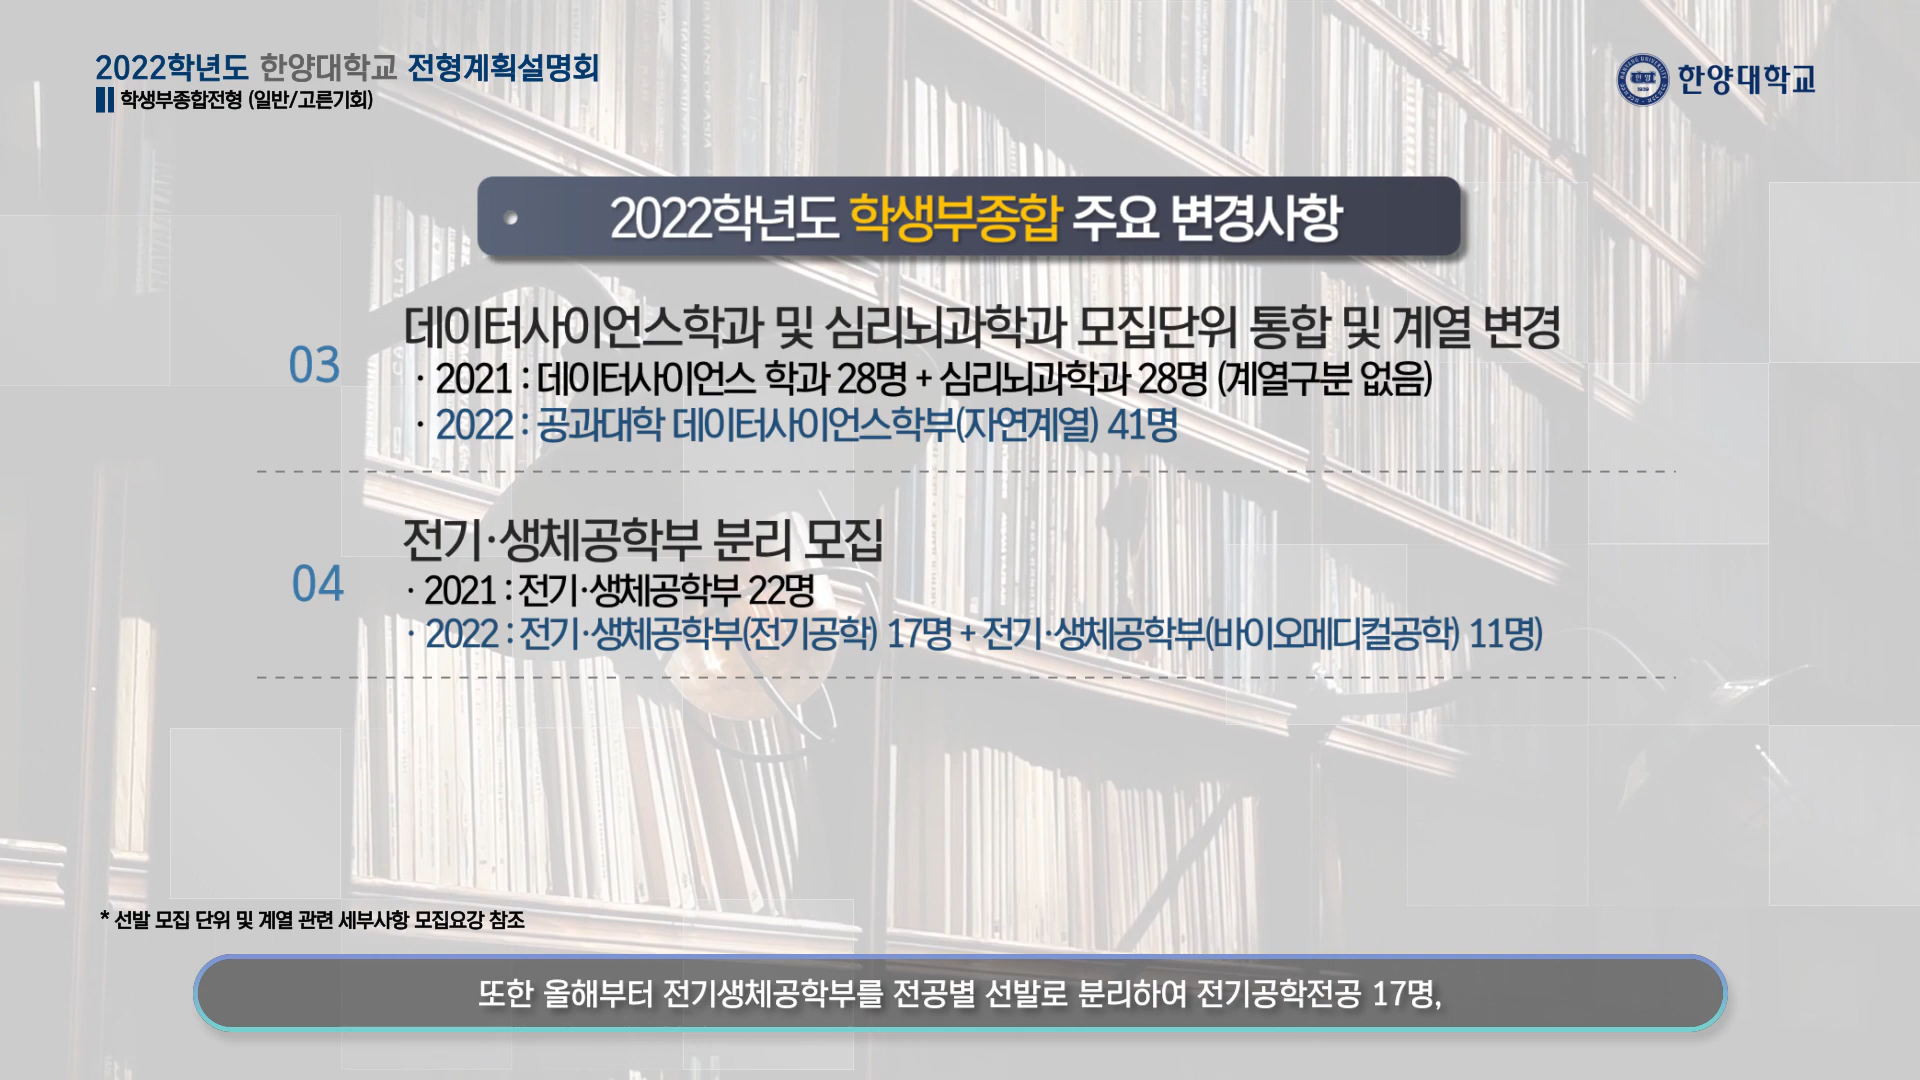 2022학년도 한양대학교 전형계획설명회
학생부종합전형 (일반/고른기회)
한양대학교
2022학년도 학생부종합 주요 변경사항
03
데이터사이언스학과 및 심리뇌과학과 모집단위 통합 및 계열 변경
· 2021 : 데이터사이언스 학과 28명 + 심리뇌과학과 28명 (계열구분 없음)
· 2022 : 공과대학 데이터사이언스학부(자연계열) 41명
04
전기·생체공학부 분리 모집
· 2021 : 전기·생체공학부 22명
· 2022 : 전기·생체공학부(전기공학) 17명 + 전기·생체공학부(바이오메디컬공학) 11명)
* 선발 모집 단위 및 계열 관련 세부사항 모집요강 참조
또한 올해부터 전기생체공학부를 전공별 선발로 분리하여 전기공학전공 17명,